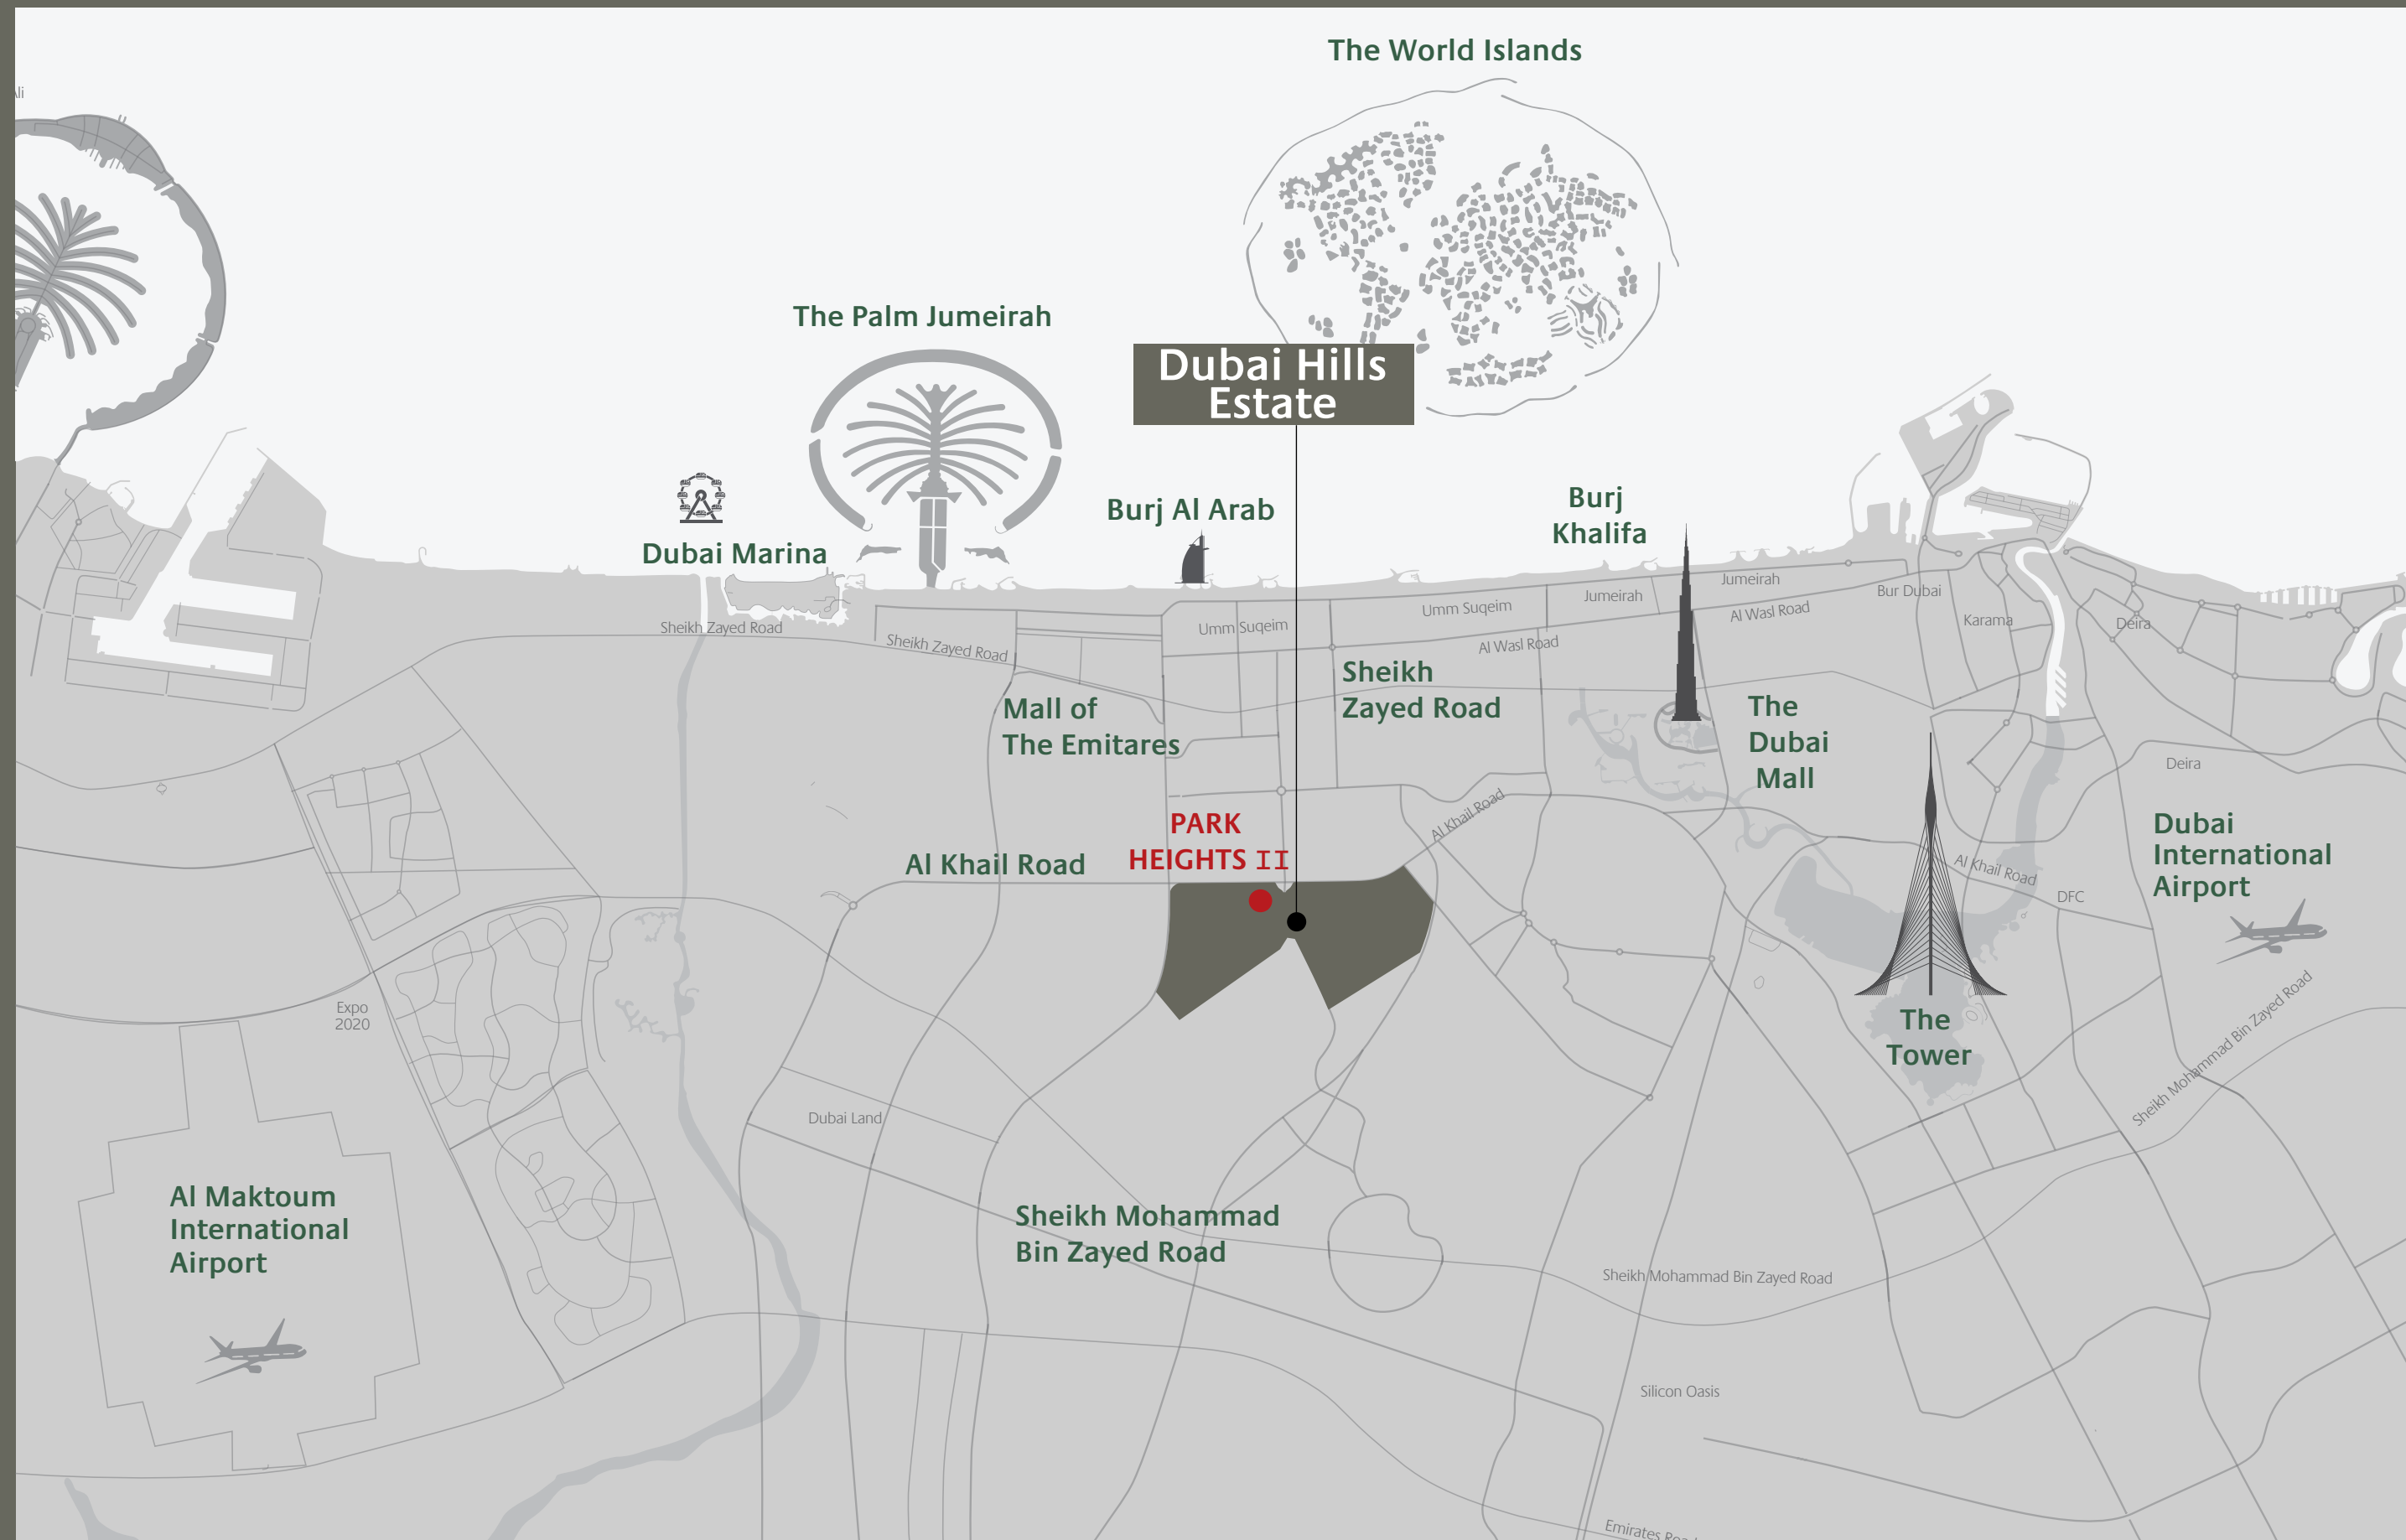 The World Islands
The Palm Jumeirah
Dubai Hills
Estate
Burj
Khalifa
Burj Al Arab
Dubai Marina
Jumeirah
Jumeirah
Bur Dubai
Umm Suqeim
Al Wasl Road
Karama
Deira
Sheikh Zayed Road
Umm Suqeim
Sheikh Zayed Road
Al Wasl Road
Sheikh
Zayed Road
Mall of
The Emitares
The
Dubai
Mall
Deira
Al Khail Road
PARK
HEIGHTS II
Dubai
International
Airport
Al Khail Road
Al Khail Road
DFC
Expo
2020
The
Tower
Sheikh Mohammad Bin Zayed Road
Dubai Land
Al Maktoum
International
Airport
Sheikh Mohammad
Bin Zayed Road
Sheikh Mohammad Bin Zayed Road
Silicon Oasis
Emirates